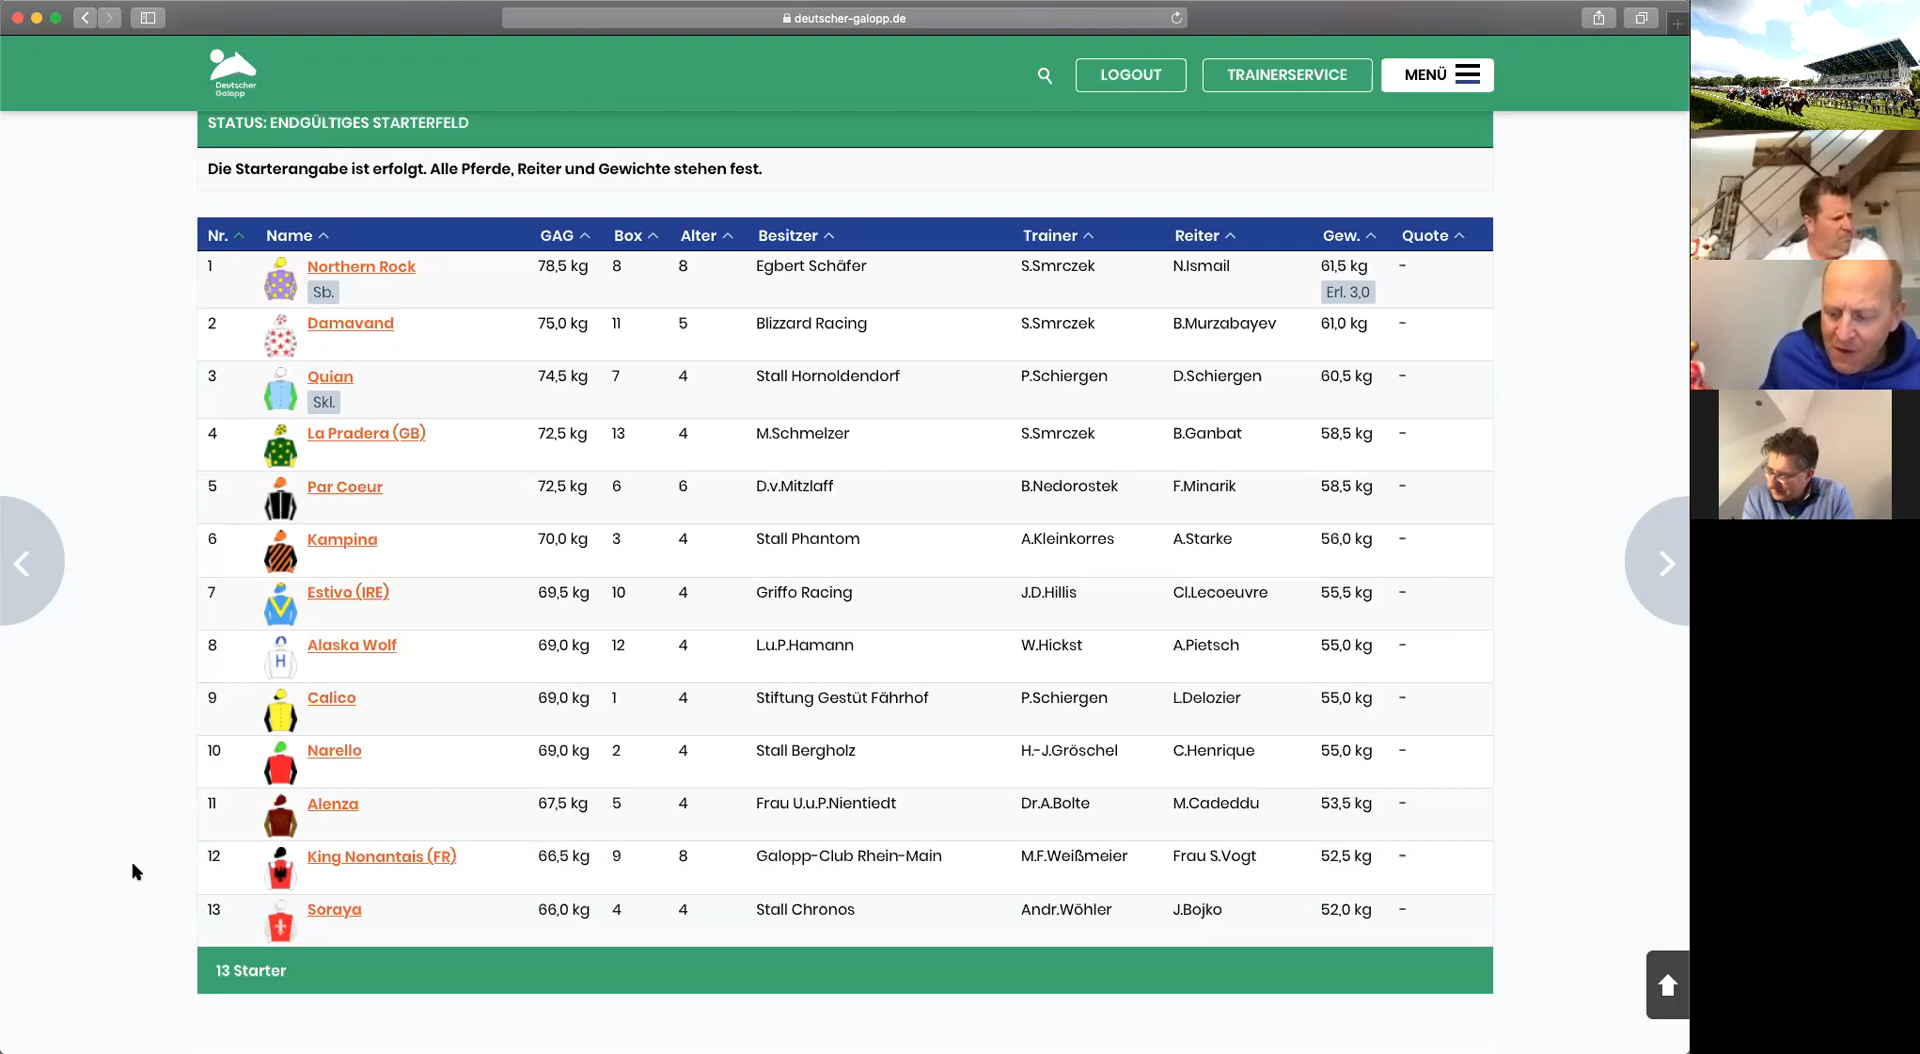 deutscher-galopp.de
Deutscher
Galopp
LOGOUT
TRAINERSERVICE
MENÜ
STATUS: ENDGÜLTIGES STARTERFELD
Die Starterangabe ist erfolgt. Alle Pferde, Reiter und Gewichte stehen fest.
Nr. Name GAG Box Alter Besitzer Trainer Reiter Gew. Quote
1 Northern Rock 78,5 kg 8 8 Egbert Schäfer S.Smrczek N.Ismail 61,5 kg -
Sb. Erl. 3,0
2 Damavand 75,0 kg 11 5 Blizzard Racing S.Smrczek B.Murzabayev 61,0 kg -
3 Quian 74,5 kg 7 4 Stall Hornoldendorf P.Schiergen D.Schiergen 60,5 kg -
Skl.
4 La Pradera (GB) 72,5 kg 13 4 M.Schmelzer S.Smrczek B.Ganbat 58,5 kg -
5 Par Coeur 72,5 kg 6 6 D.v.Mitzlaff B.Nedorostek F.Minarik 58,5 kg -
6 Kampina 70,0 kg 3 4 Stall Phantom A.Kleinkorres A.Starke 56,0 kg -
7 Estivo (IRE) 69,5 kg 10 4 Griffo Racing J.D.Hillis Cl.Lecoeuvre 55,5 kg -
8 H Alaska Wolf 69,0 kg 12 4 L.u.P.Hamann W.Hickst A.Pietsch 55,0 kg -
9 Calico 69,0 kg 1 4 Stiftung Gestüt Fährhof P.Schiergen L.Delozier 55,0 kg -
10 Narello 69,0 kg 2 4 Stall Bergholz H.-J.Gröschel C.Henrique 55,0 kg -
11 Alenza 67,5 kg 5 4 Frau U.u.P.Nientiedt Dr.A.Bolte M.Cadeddu 53,5 kg -
12 King Nonantais (FR) 66,5 kg 9 8 Galopp-Club Rhein-Main M.F.Weißmeier Frau S.Vogt 52,5 kg -
13 Soraya 66,0 kg 4 4 Stall Chronos Andr.Wöhler J.Bojko 52,0 kg -
13 Starter